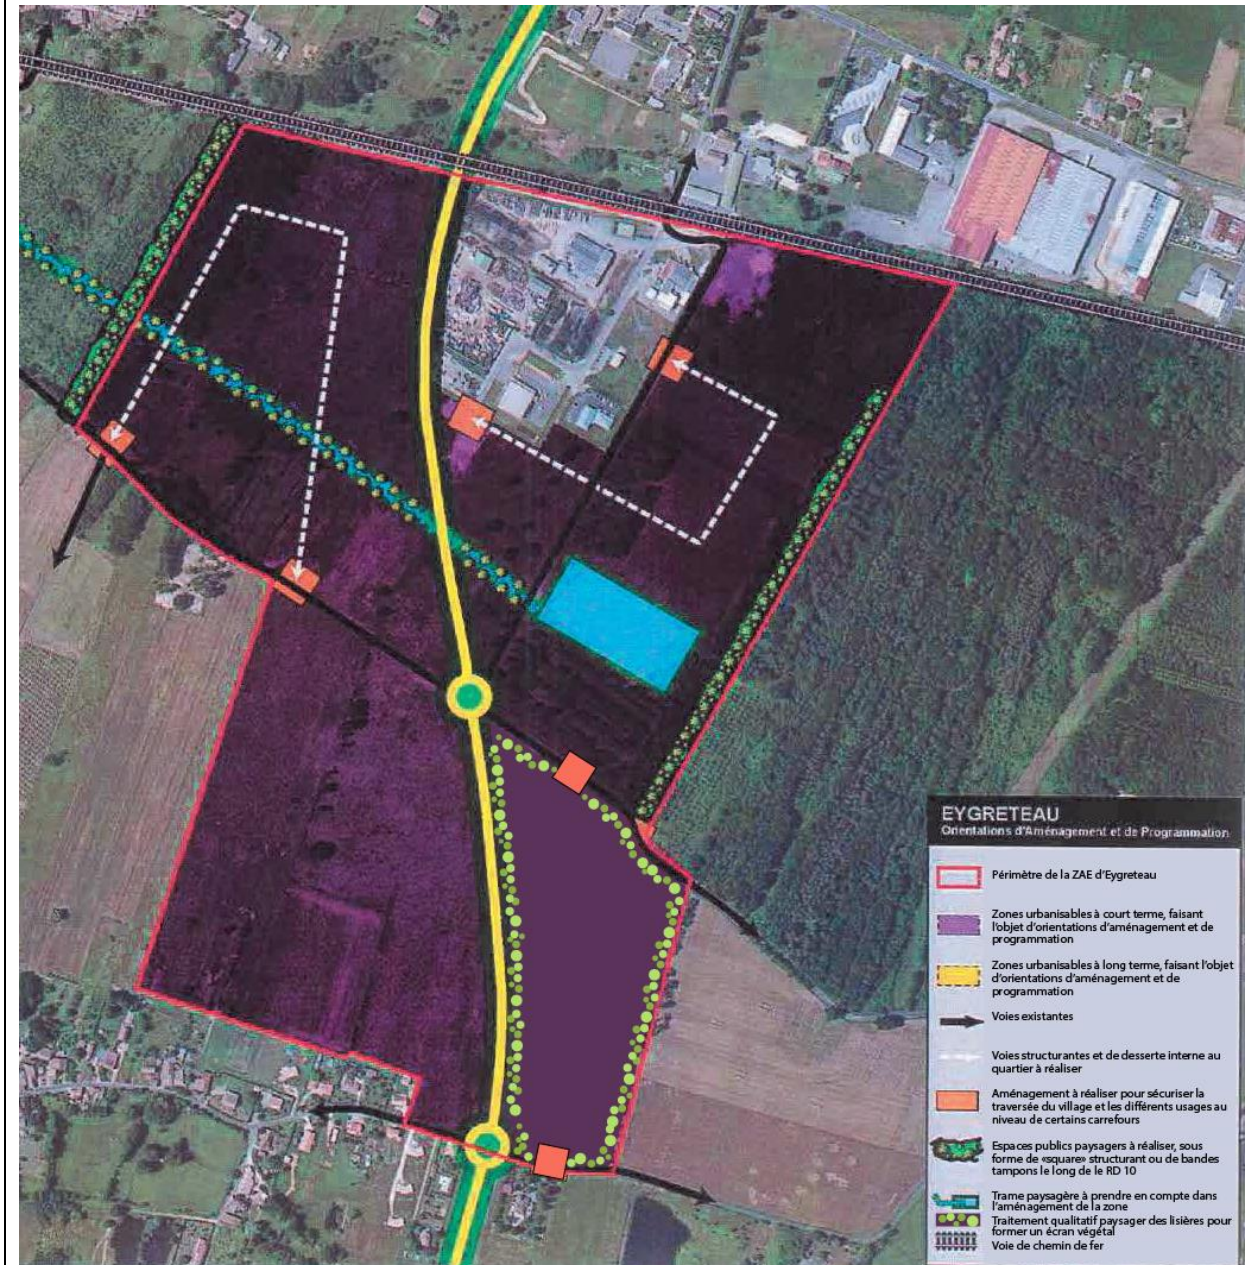 EYGRETEAU
Orientations d'Aménagement et de Programmation
Périmètre de la ZAE d'Eygreteau
Zones urbanisables à court terme, faisant
l'objet d'orientations d'aménagement et de
programmation
Zones urbanisables à long terme, faisant l'objet
d'orientations d'aménagement et de
programmation
Voies existantes
Voies structurantes et de desserte interne au
quartier à réaliser
Aménagement à réaliser pour sécuriser la
traversée du village et les différents usages au
niveau de certains carrefours
Espaces publics paysagers à réaliser, sous
forme de «square» structurant ou de bandes
tampons le long de le RD 10
Trame paysagère à prendre en compte dans
l'aménagement de la zone
Traitement qualitatif paysager des lisières pour
former un écran végétal
Voie de chemin de fer